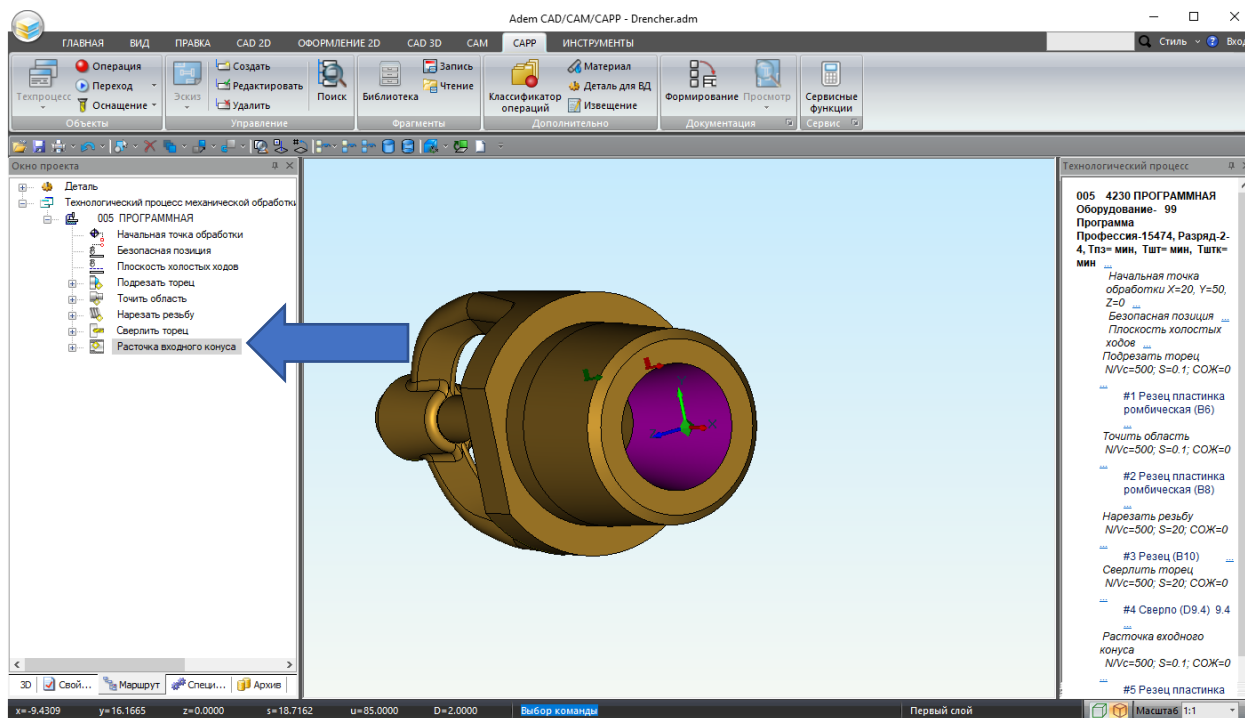 Adem CAD/CAM/CAPP - Drencher.adm
ГЛАВНАЯ ВИД ПРАВКА CAD 2D ОФОРМЛЕНИЕ 2D CAD 3D CAM CAPP ИНСТРУМЕНТЫ Стиль Вход
Техпроцесс
Операция
Переход
Оснащение
Объекты
Эскиз
Создать
Редактировать
Удалить
Управление
Поиск
Библиотека
Запись
Чтение
Фрагменты
Классификатор
операций
Материал
Деталь для ВД
Извещение
Дополнительно
Формирование Просмотр
Документация
Сервисные
функции
Сервис
Окно проекта
Деталь
Технологический процесс механической обработки
005 ПРОГРАММНАЯ
Начальная точка обработки
Безопасная позиция
Плоскость холостых ходов
Подрезать торец
Точить область
Нарезать резьбу
Сверлить торец
Расточка входного конуса
3D Свой... Маршрут Специ... Архив
Технологический процесс
005 4230 ПРОГРАММНАЯ
Оборудование- 99
Программа
Профессия-15474, Разряд-2-
4, Тпз= мин, Тшт= мин, Тштк=
мин ...
Начальная точка
обработки X=20, Y=50,
Z=0 ...
Безопасная позиция ...
Плоскость холостых
ходов ...
Подрезать торец
N/Vc=500; S=0.1; СОЖ=0
...
#1 Резец пластинка
ромбическая (В6)
...
Точить область
N/Vc=500; S=0.1; СОЖ=0
...
#2 Резец пластинка
ромбическая (В8)
...
Нарезать резьбу
N/Vc=500; S=20; СОЖ=0
...
#3 Резец (В10) ...
Сверлить торец
N/Vc=500; S=20; СОЖ=0
...
#4 Сверло (D9.4) 9.4
...
Расточка входного
конуса
N/Vc=500; S=0.1; СОЖ=0
...
#5 Резец пластинка
x=-9.4309 y=16.1665 z=0.0000 s=18.7162 u=85.0000 D=2.0000 Выбор команды Первый слой Масштаб 1:1